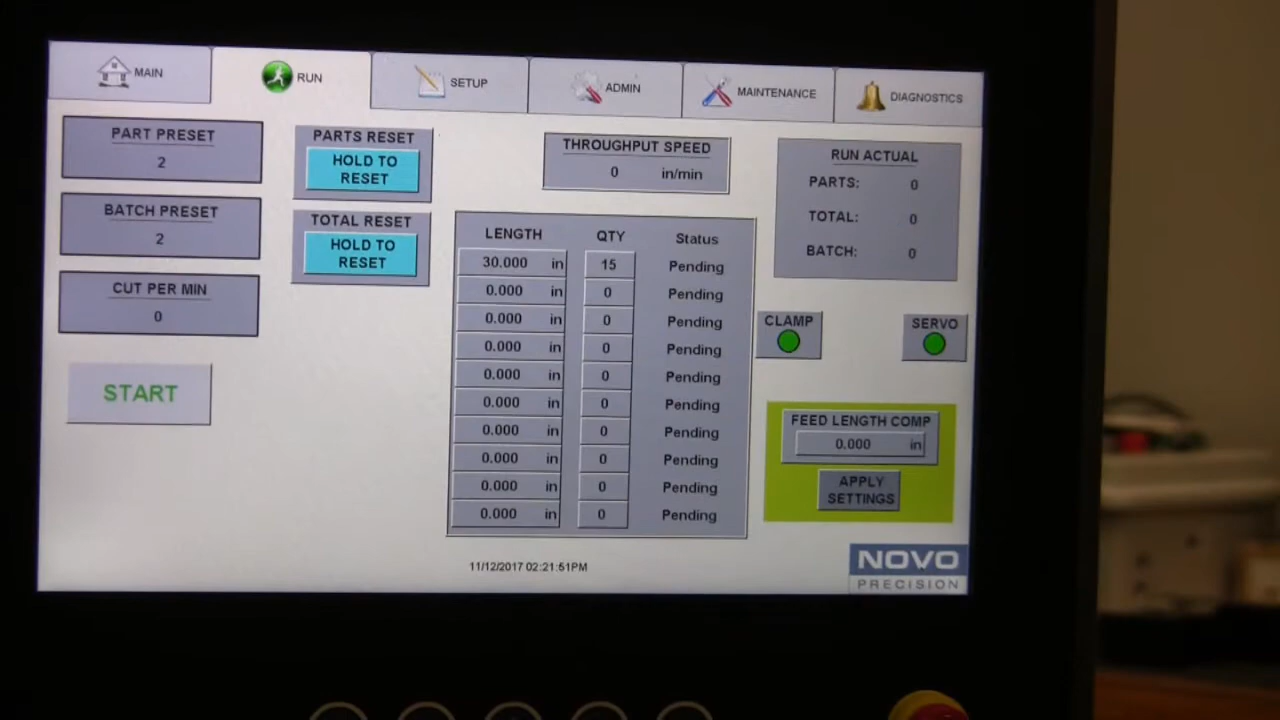 MAIN
RUN
SETUP
ADMIN
MAINTENANCE
DIAGNOSTICS
PART PRESET
2
BATCH PRESET
2
CUT PER MIN
0
START
PARTS RESET
HOLD TO
RESET
TOTAL RESET
HOLD TO
RESET
THROUGHPUT SPEED
0 in/min
LENGTH QTY Status
30.000 in 15 Pending
0.000 in 0 Pending
0.000 in 0 Pending
0.000 in 0 Pending
0.000 in 0 Pending
0.000 in 0 Pending
0.000 in 0 Pending
0.000 in 0 Pending
0.000 in 0 Pending
0.000 in 0 Pending
RUN ACTUAL
PARTS: 0
TOTAL: 0
BATCH: 0
CLAMP
SERVO
FEED LENGTH COMP
0.000 in
APPLY
SETTINGS
11/12/2017 02:21:51PM
NOVO
PRECISION